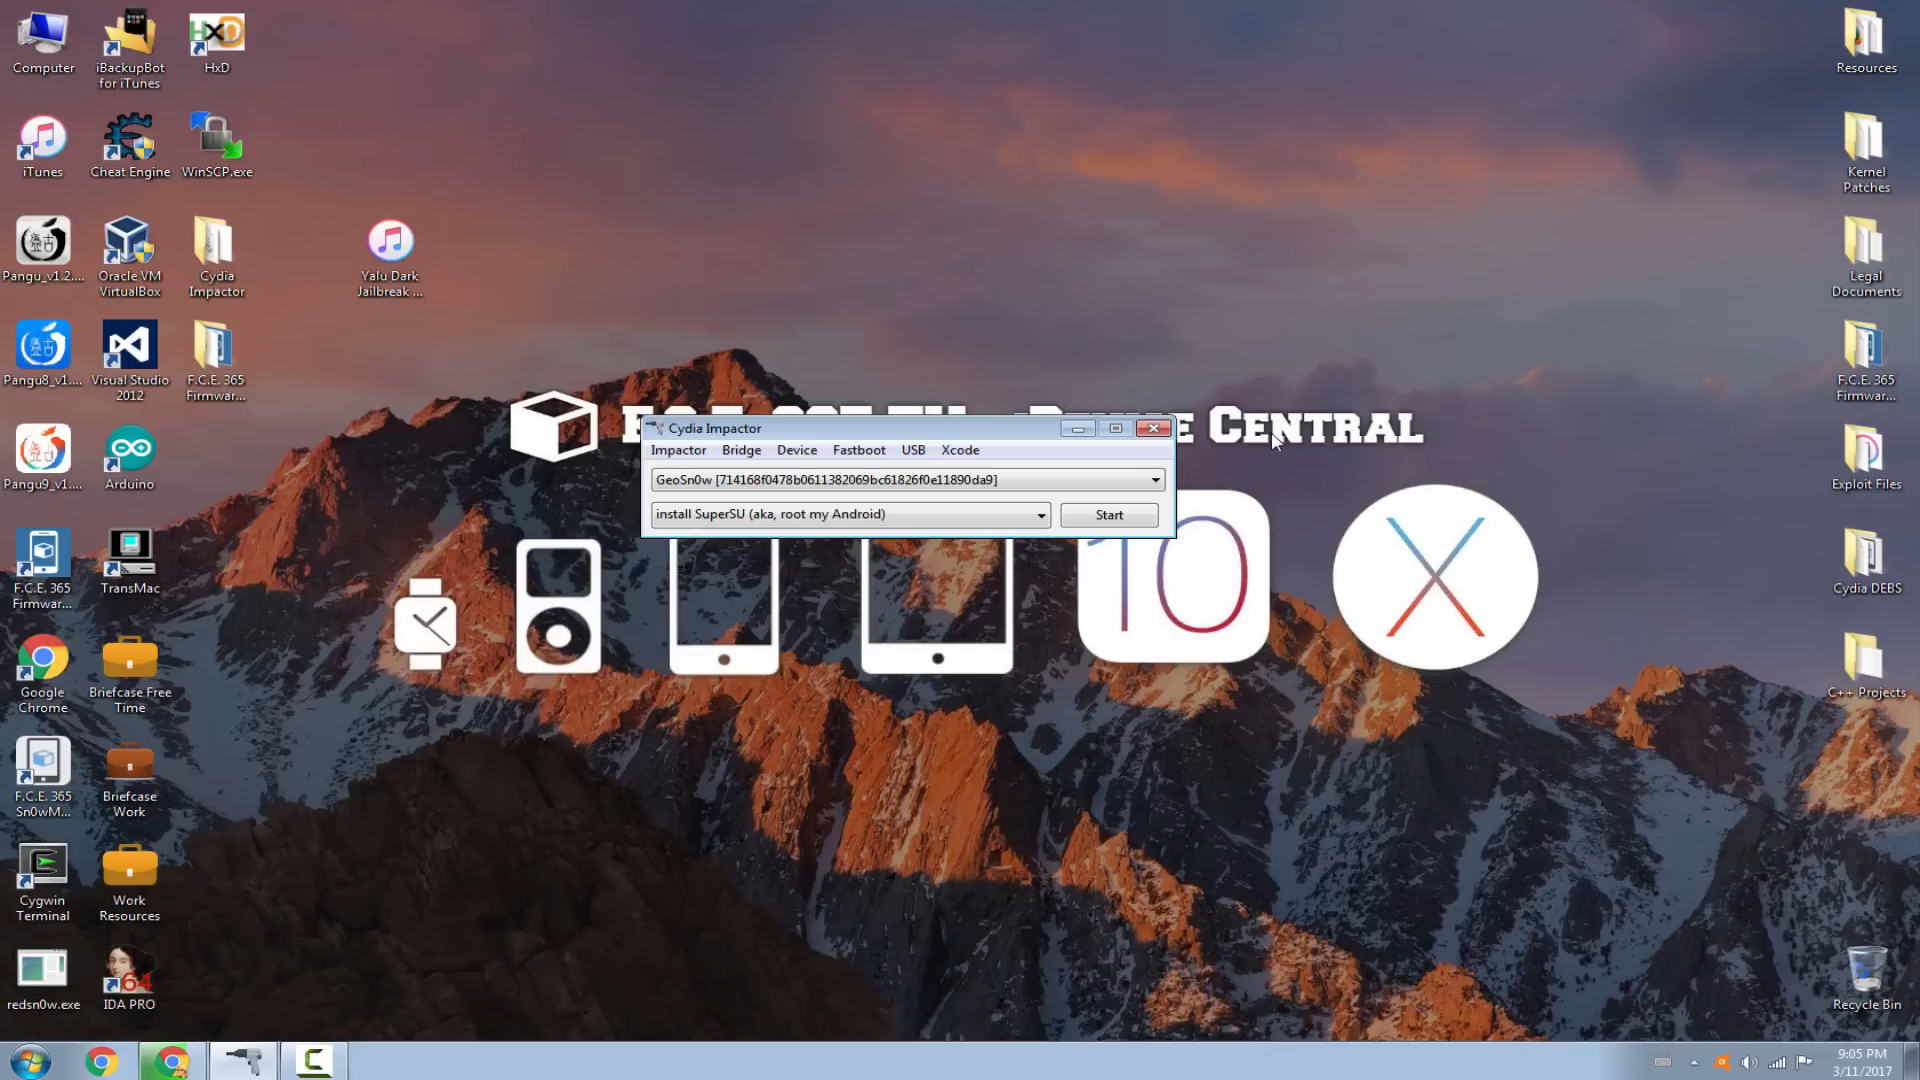 Computer
iBackupBot
for iTunes
HxD
iTunes
Cheat Engine
WinSCP.exe
Pangu_v1.2....
Oracle VM
VirtualBox
Cydia
Impactor
Yalu Dark
Jailbreak ...
Pangu8_v1....
Visual Studio
2012
F.C.E. 365
Firmwar...
Pangu9_v1....
Arduino
F.C.E. 365
Firmwar...
TransMac
Google
Chrome
Briefcase Free
Time
F.C.E. 365
Sn0wM...
Briefcase
Work
Cygwin
Terminal
Work
Resources
redsn0w.exe
64
IDA PRO
Central
Cydia Impactor
Impactor Bridge Device Fastboot USB Xcode
GeoSn0w [714168f0478b0611382069bc61826f0e11890da9]
install SuperSU (aka, root my Android)
Start
10
X
Resources
Kernel
Patches
Legal
Documents
F.C.E. 365
Firmwar...
Exploit Files
Cydia DEBS
C++ Projects
Recycle Bin
9:05 PM
3/11/2017